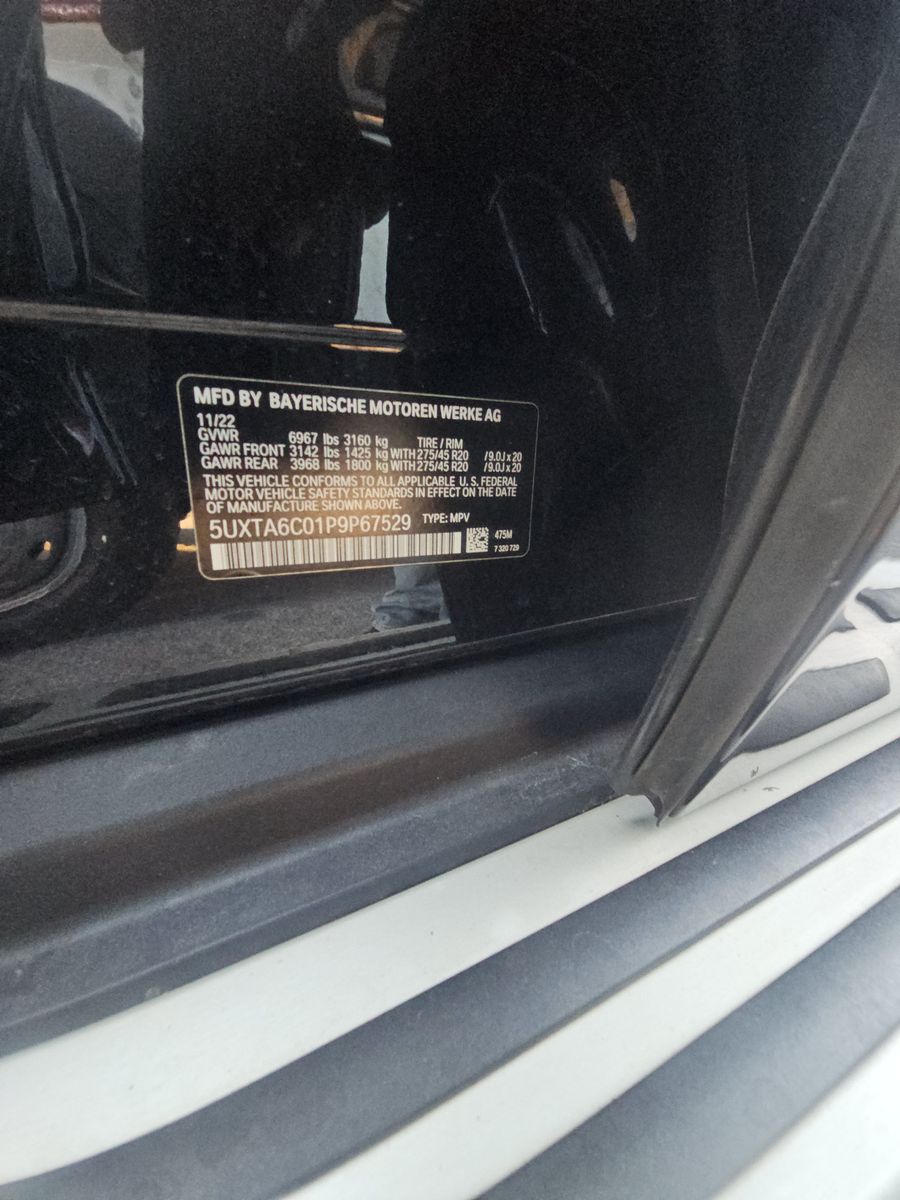 MFD BY BAYERISCHE MOTOREN WERKE AG
11/22
GVWR 6967 lbs 3160 kg TIRE / RIM
GAWR FRONT 3142 lbs 1425 kg WITH 275/45 R20 /9.0J x 20
GAWR REAR 3968 lbs 1800 kg WITH 275/45 R20 /9.0J x 20
THIS VEHICLE CONFORMS TO ALL APPLICABLE U.S. FEDERAL
MOTOR VEHICLE SAFETY STANDARDS IN EFFECT ON THE DATE
OF MANUFACTURE SHOWN ABOVE.
5UXTA6C01P9P67529 TYPE: MPV
475M
7 320 729